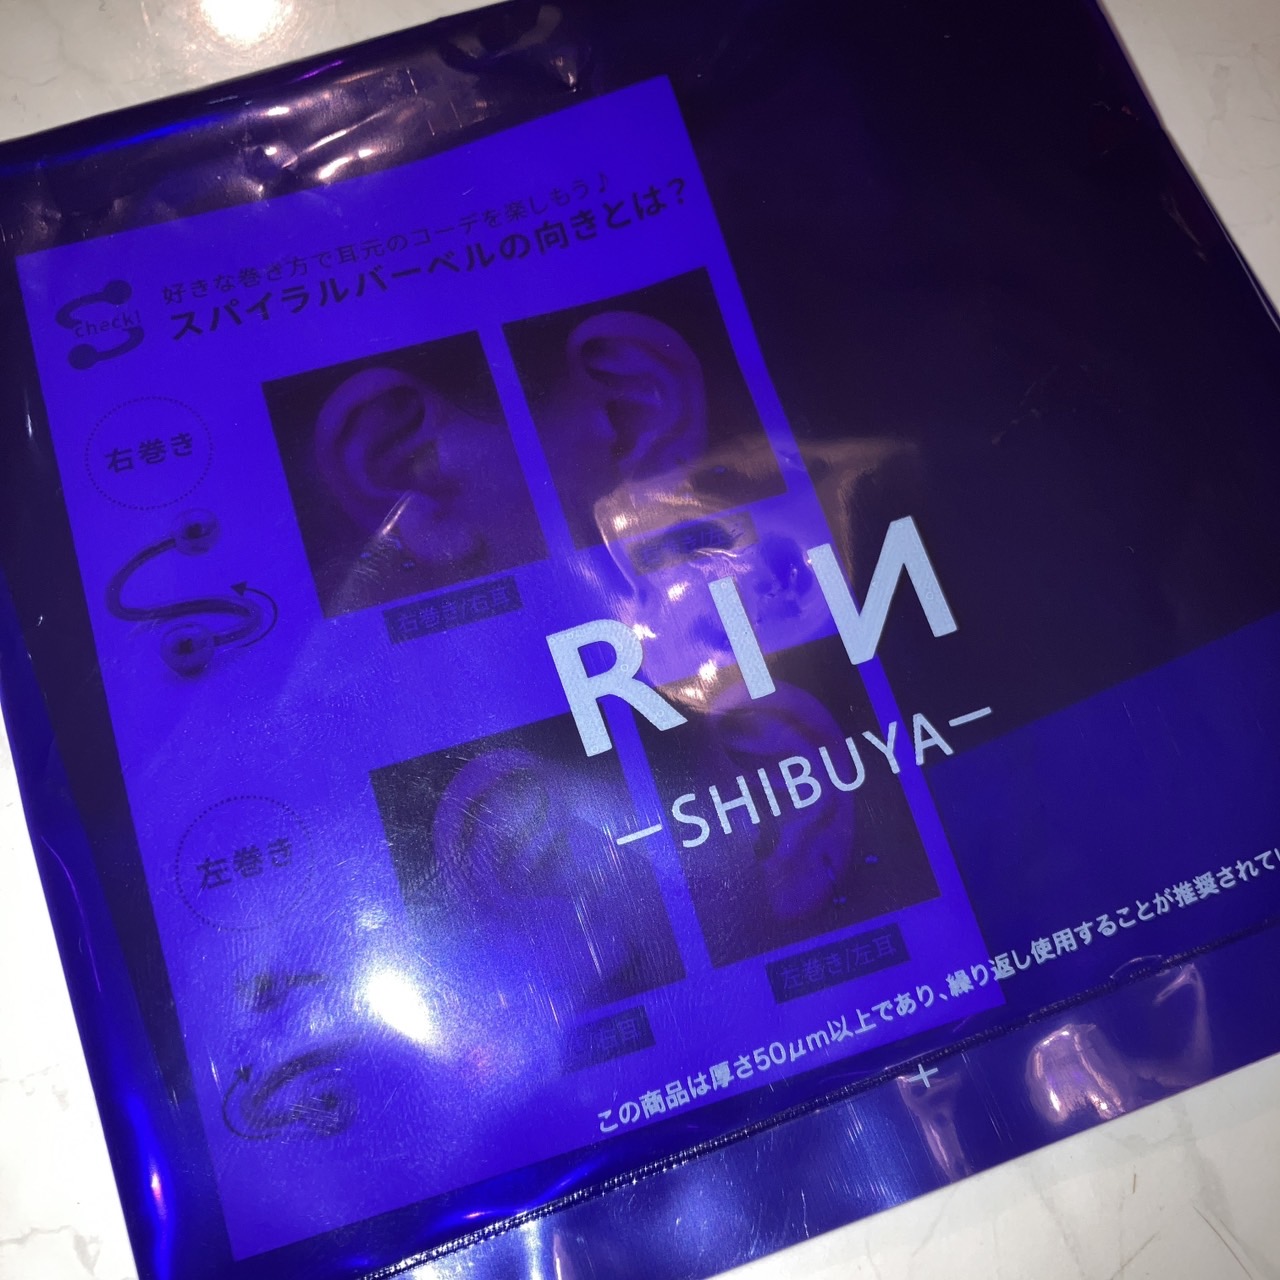 好きな巻き方で耳元のコーデを楽しもう♪
スパイラルバーベルの向きとは?
check!
右巻き
右巻き/右耳
RIN
−SHIBUYA−
左巻き
左巻き/左耳
この商品は厚さ50μm以上であり、繰り返し使用することが推奨されてい